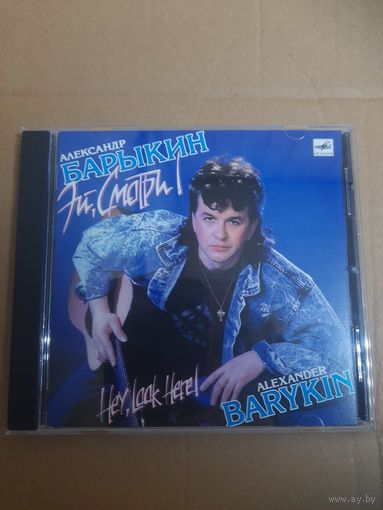 АЛЕКСАНДР
БАРЫКИН
Эй, Смотри!
Hey, Look Here!
ALEXANDER
BARYKIN
www.ay.by